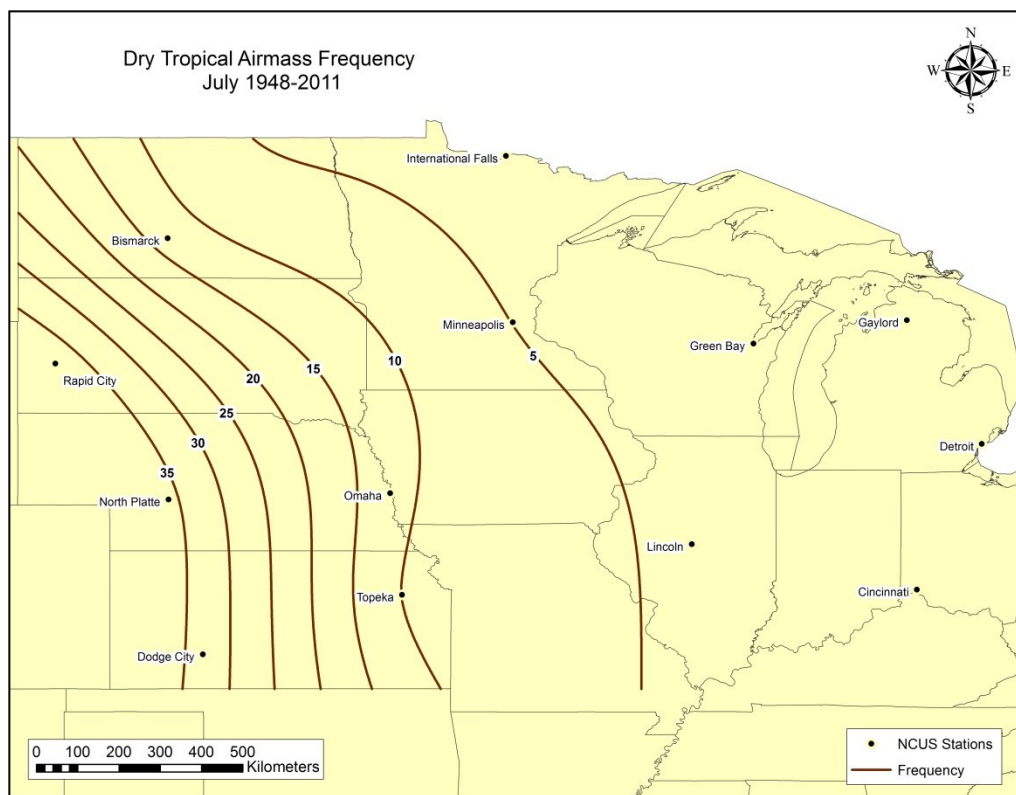 Dry Tropical Airmass Frequency
July 1948-2011
N
W E
S
International Falls
Bismarck
Minneapolis
Gaylord
Green Bay
5
10
15
Rapid City
20
25
30
Detroit
35
North Platte
Omaha
Lincoln
Topeka
Cincinnati
Dodge City
0 100 200 300 400 500
Kilometers
NCUS Stations
Frequency